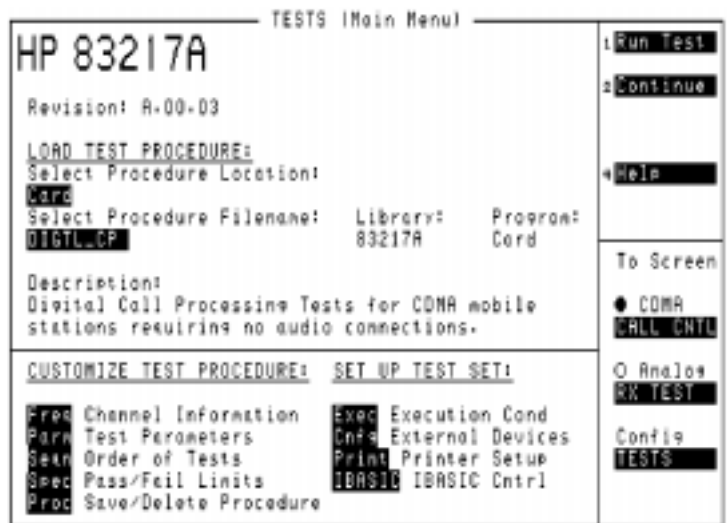 TESTS (Main Menu)
HP 83217A
Revision: A.00.03
LOAD TEST PROCEDURE:
Select Procedure Location:
Card
Select Procedure Filename: Library: Program:
DIGTL_CP 83217A Card
Description:
Digital Call Processing Tests for CDMA mobile
stations requiring no audio connections.
CUSTOMIZE TEST PROCEDURE: SET UP TEST SET:
Freq Channel Information Exec Execution Cond
Parm Test Parameters Cnfg External Devices
Seqn Order of Tests Print Printer Setup
Spec Pass/Fail Limits IBASIC IBASIC Cntrl
Proc Save/Delete Procedure
1 Run Test
2 Continue
4 Help
To Screen
CDMA
CALL CNTL
Analog
RX TEST
Config
TESTS